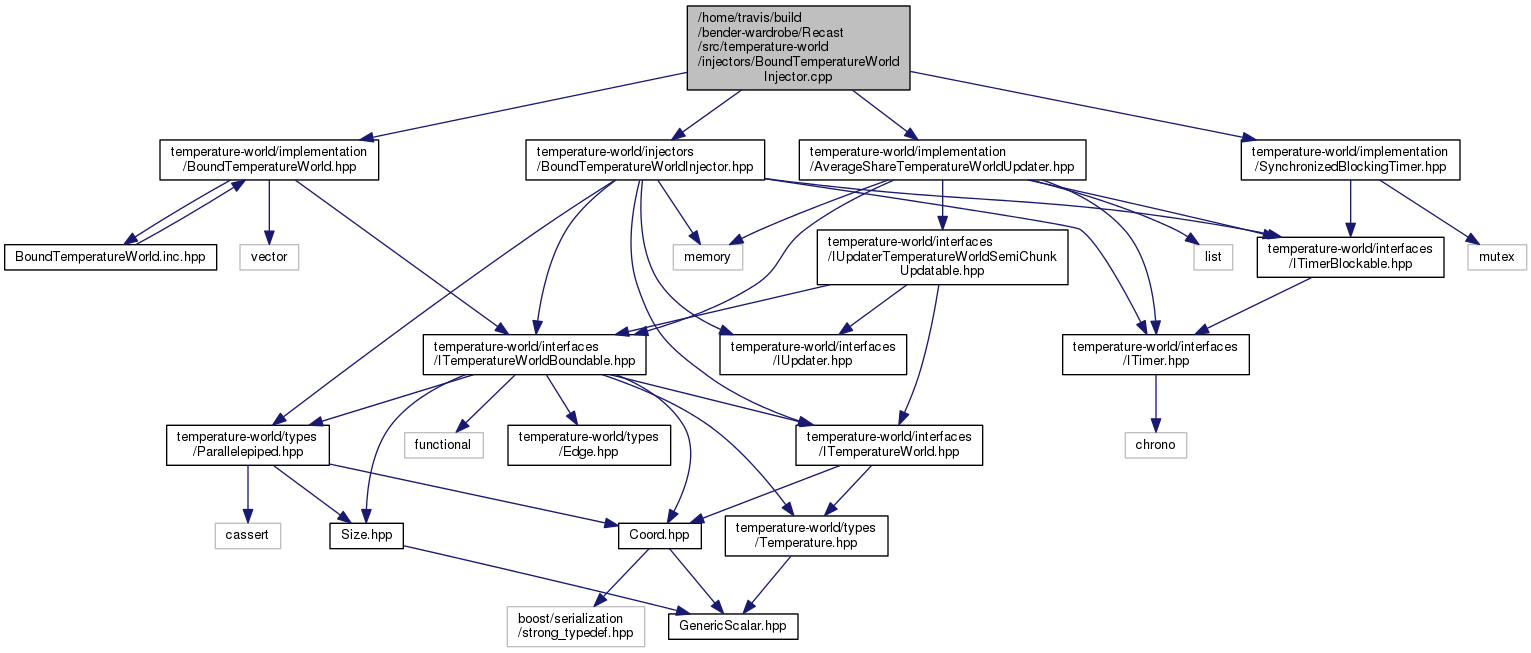 /home/travis/build
/bender-wardrobe/Recast
/src/temperature-world
/injectors/BoundTemperatureWorld
Injector.cpp
temperature-world/implementation
/BoundTemperatureWorld.hpp
temperature-world/injectors
/BoundTemperatureWorldInjector.hpp
temperature-world/implementation
/AverageShareTemperatureWorldUpdater.hpp
temperature-world/implementation
/SynchronizedBlockingTimer.hpp
BoundTemperatureWorld.inc.hpp
vector
memory
temperature-world/interfaces
/IUpdaterTemperatureWorldSemiChunk
Updatable.hpp
list
temperature-world/interfaces
/ITimerBlockable.hpp
mutex
temperature-world/interfaces
/ITemperatureWorldBoundable.hpp
temperature-world/interfaces
/IUpdater.hpp
temperature-world/interfaces
/ITimer.hpp
temperature-world/types
/Parallelepiped.hpp
functional
temperature-world/types
/Edge.hpp
temperature-world/interfaces
/ITemperatureWorld.hpp
chrono
cassert
Size.hpp
Coord.hpp
temperature-world/types
/Temperature.hpp
boost/serialization
/strong_typedef.hpp
GenericScalar.hpp